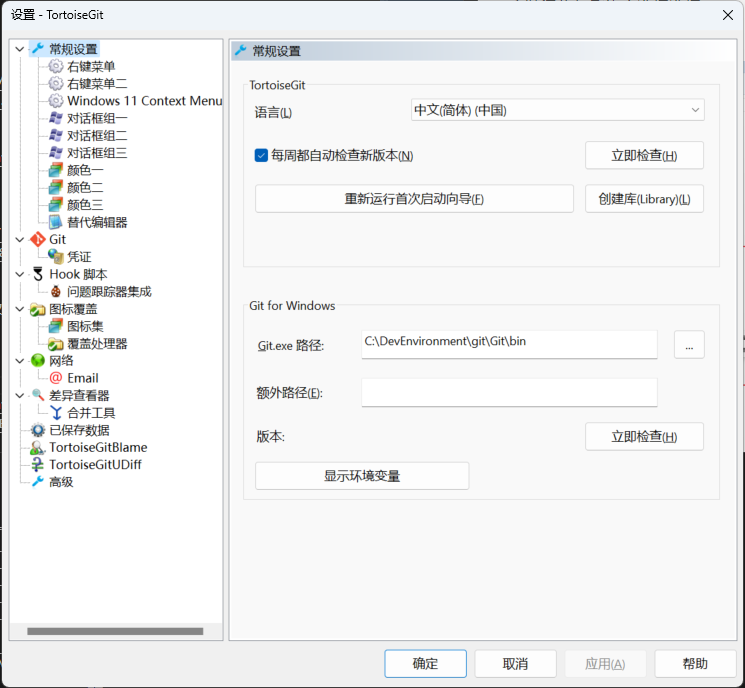 设置 - TortoiseGit
常规设置
右键菜单
右键菜单二
Windows 11 Context Menu
对话框组一
对话框组二
对话框组三
颜色一
颜色二
颜色三
替代编辑器
Git
凭证
Hook 脚本
问题跟踪器集成
图标覆盖
图标集
覆盖处理器
网络
Email
差异查看器
合并工具
已保存数据
TortoiseGitBlame
TortoiseGitUDiff
高级
常规设置
TortoiseGit
语言(L)
中文(简体) (中国)
每周都自动检查新版本(N)
立即检查(H)
重新运行首次启动向导(F)
创建库(Library)(L)
Git for Windows
Git.exe 路径:
C:\DevEnvironment\git\Git\bin
...
额外路径(E):
版本:
立即检查(H)
显示环境变量
确定
取消
应用(A)
帮助